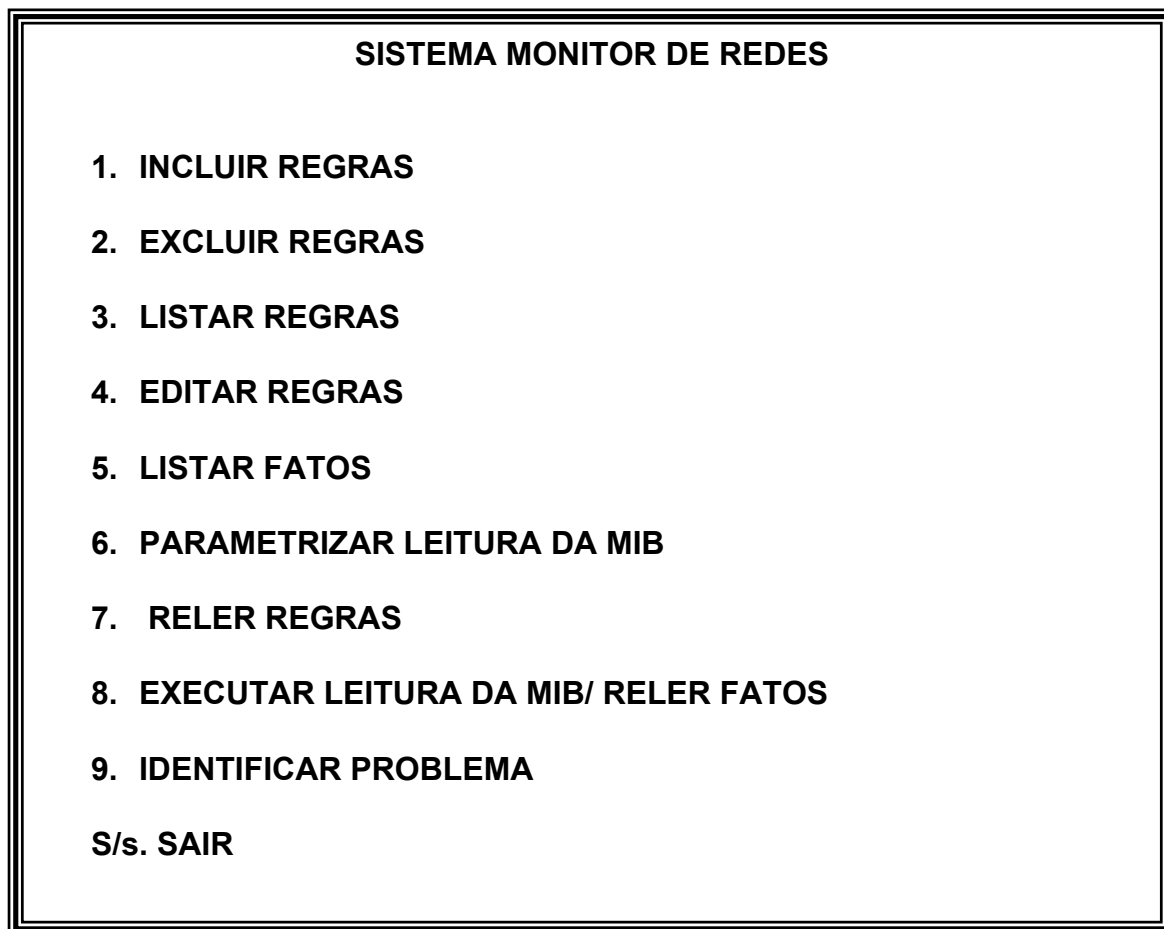 SISTEMA MONITOR DE REDES
1. INCLUIR REGRAS
2. EXCLUIR REGRAS
3. LISTAR REGRAS
4. EDITAR REGRAS
5. LISTAR FATOS
6. PARAMETRIZAR LEITURA DA MIB
7. RELER REGRAS
8. EXECUTAR LEITURA DA MIB/ RELER FATOS
9. IDENTIFICAR PROBLEMA
S/s. SAIR